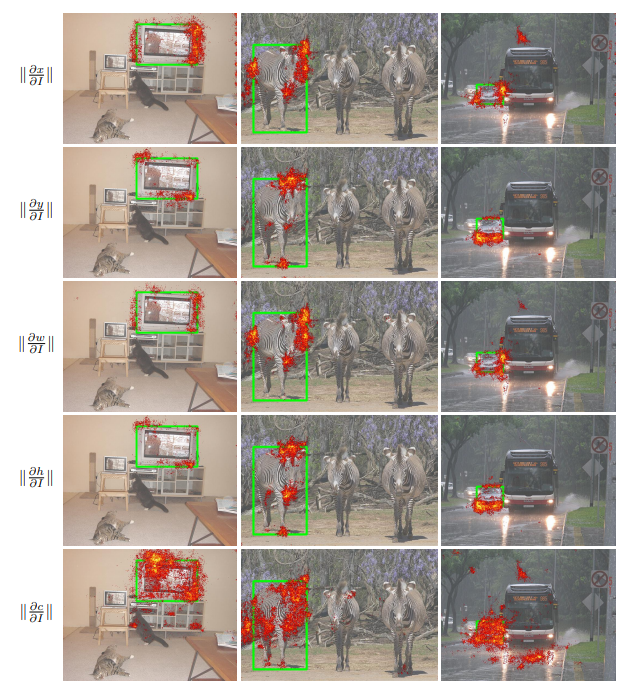 ‖ ∂x/∂I ‖
‖ ∂y/∂I ‖
‖ ∂w/∂I ‖
‖ ∂h/∂I ‖
‖ ∂c/∂I ‖